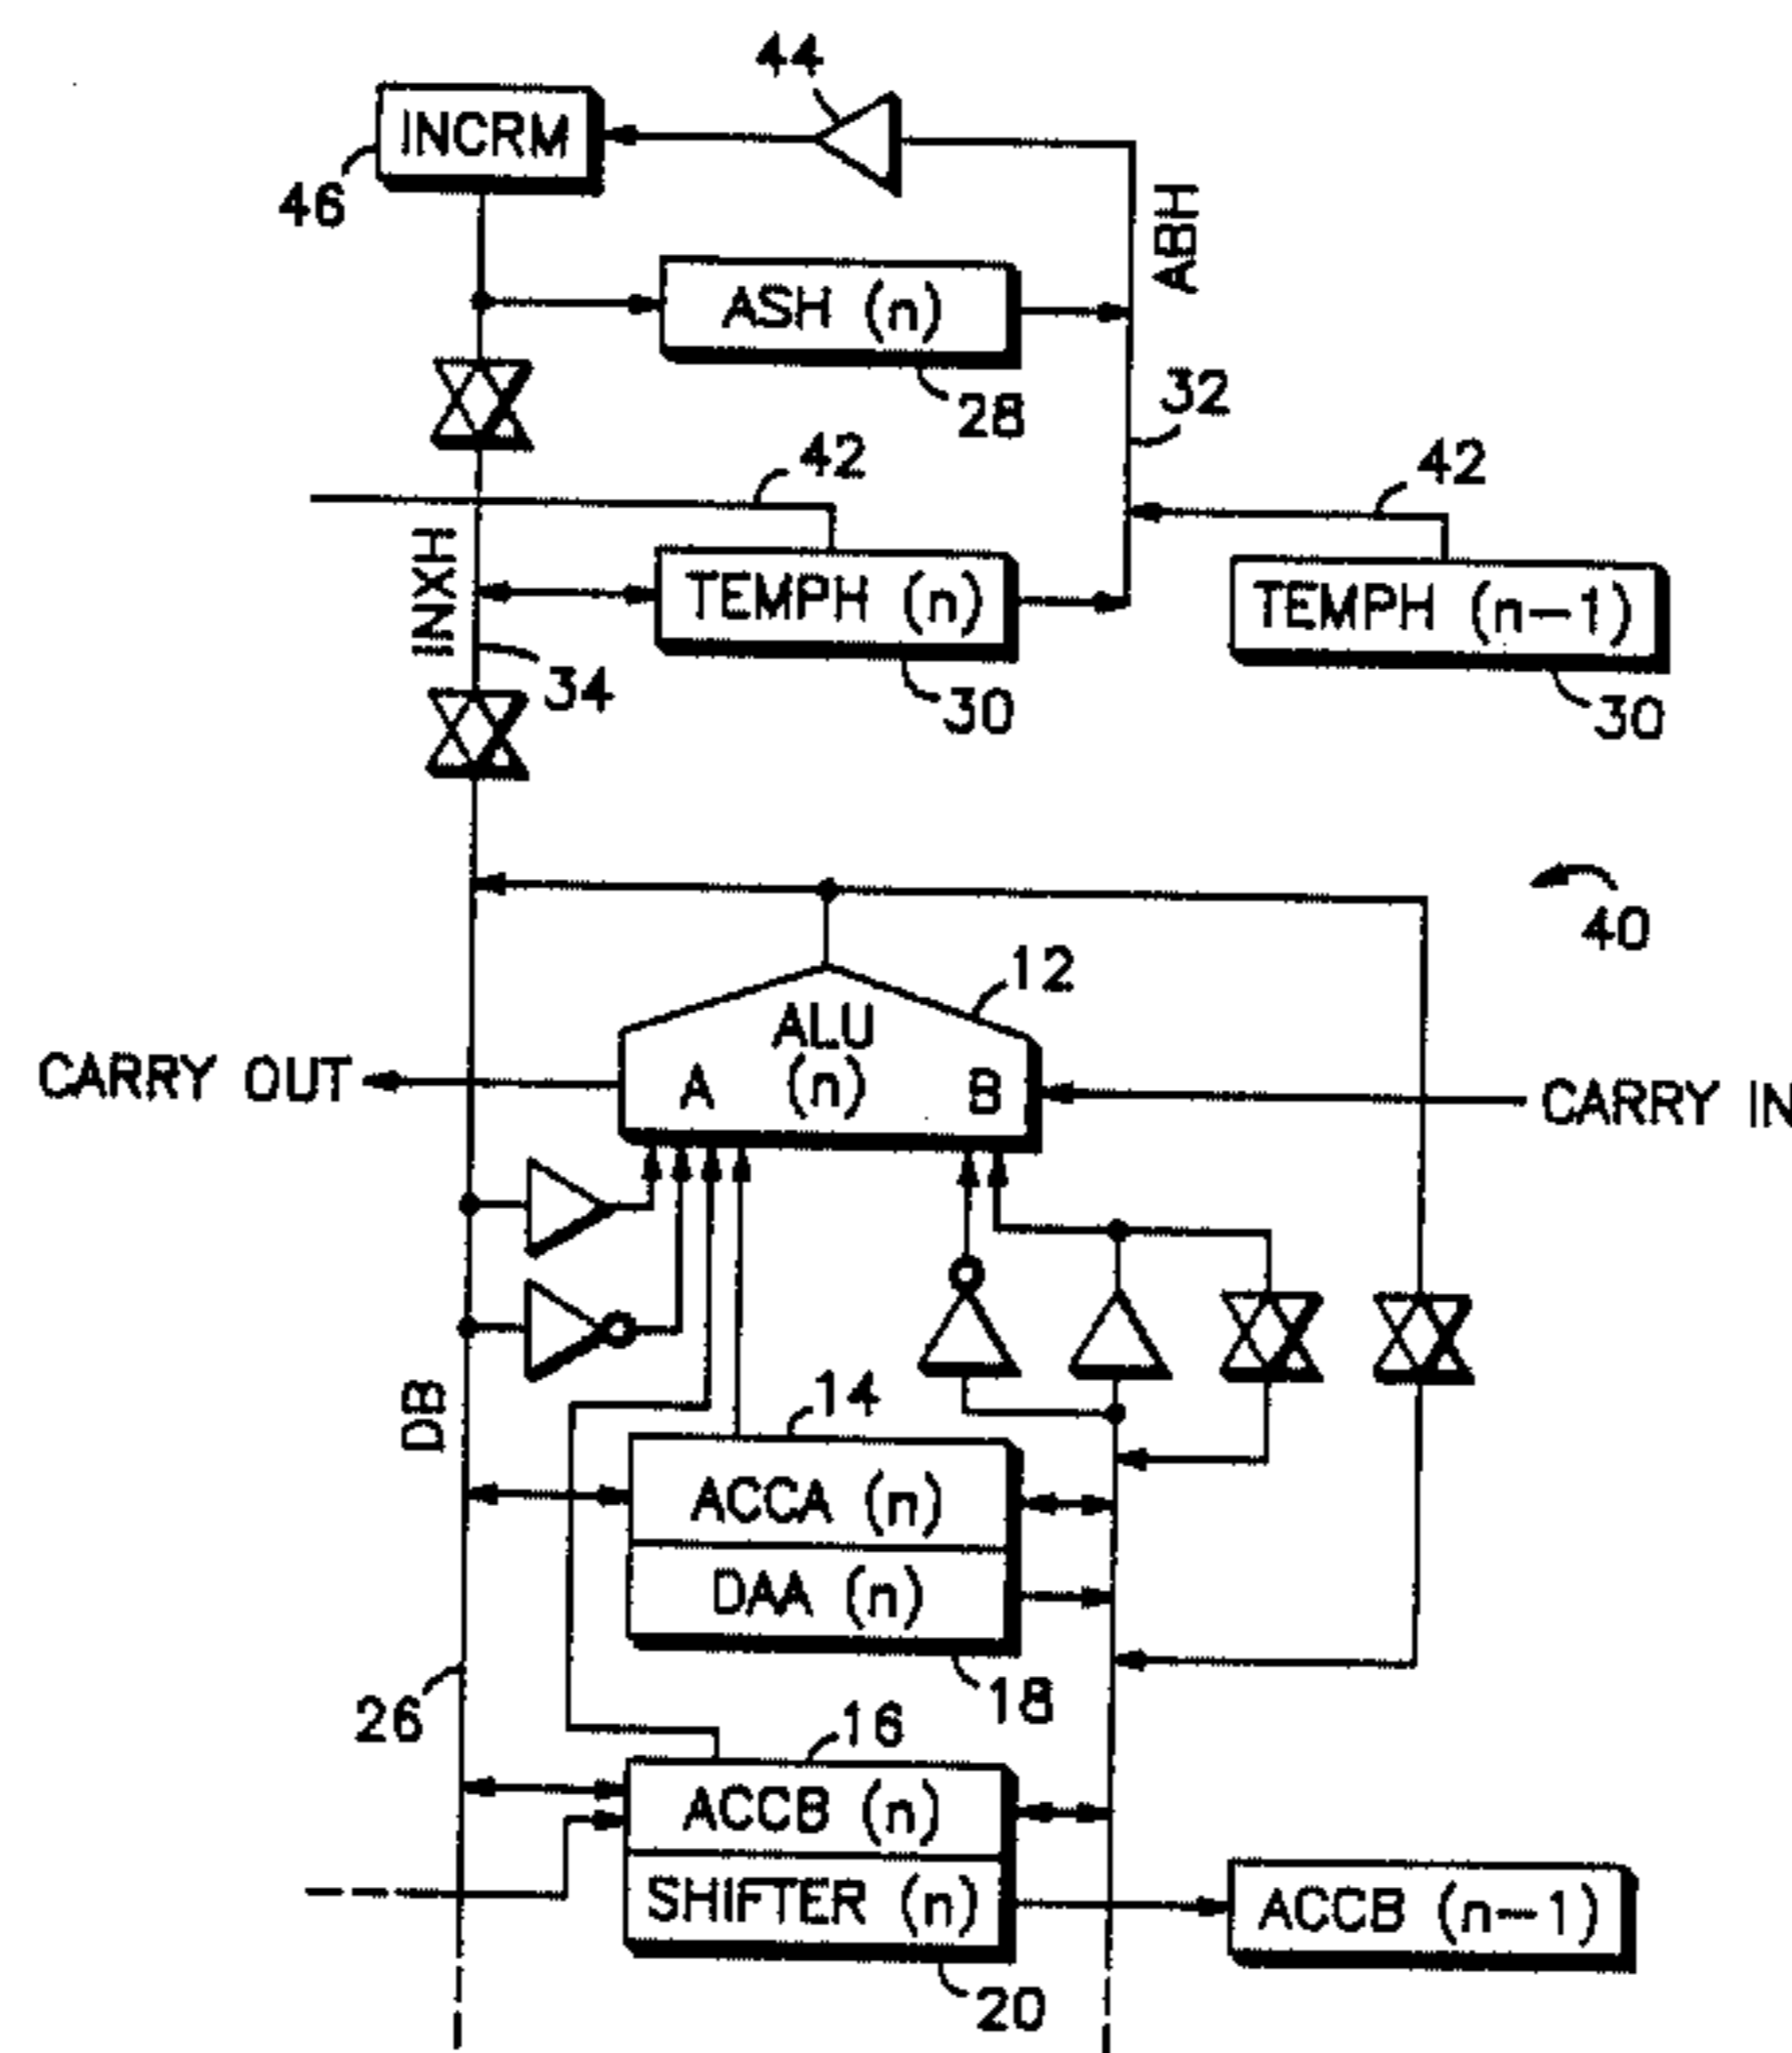 44
INCRM
46
ABH
ASH (n)
28
32
42
42
INXH
TEMPH (n)
TEMPH (n-1)
34
30
30
40
12
ALU
(n)
A
B
CARRY OUT
CARRY IN
DB
14
ACCA (n)
DAA (n)
18
26
16
ACCB (n)
SHIFTER (n)
ACCB (n-1)
20